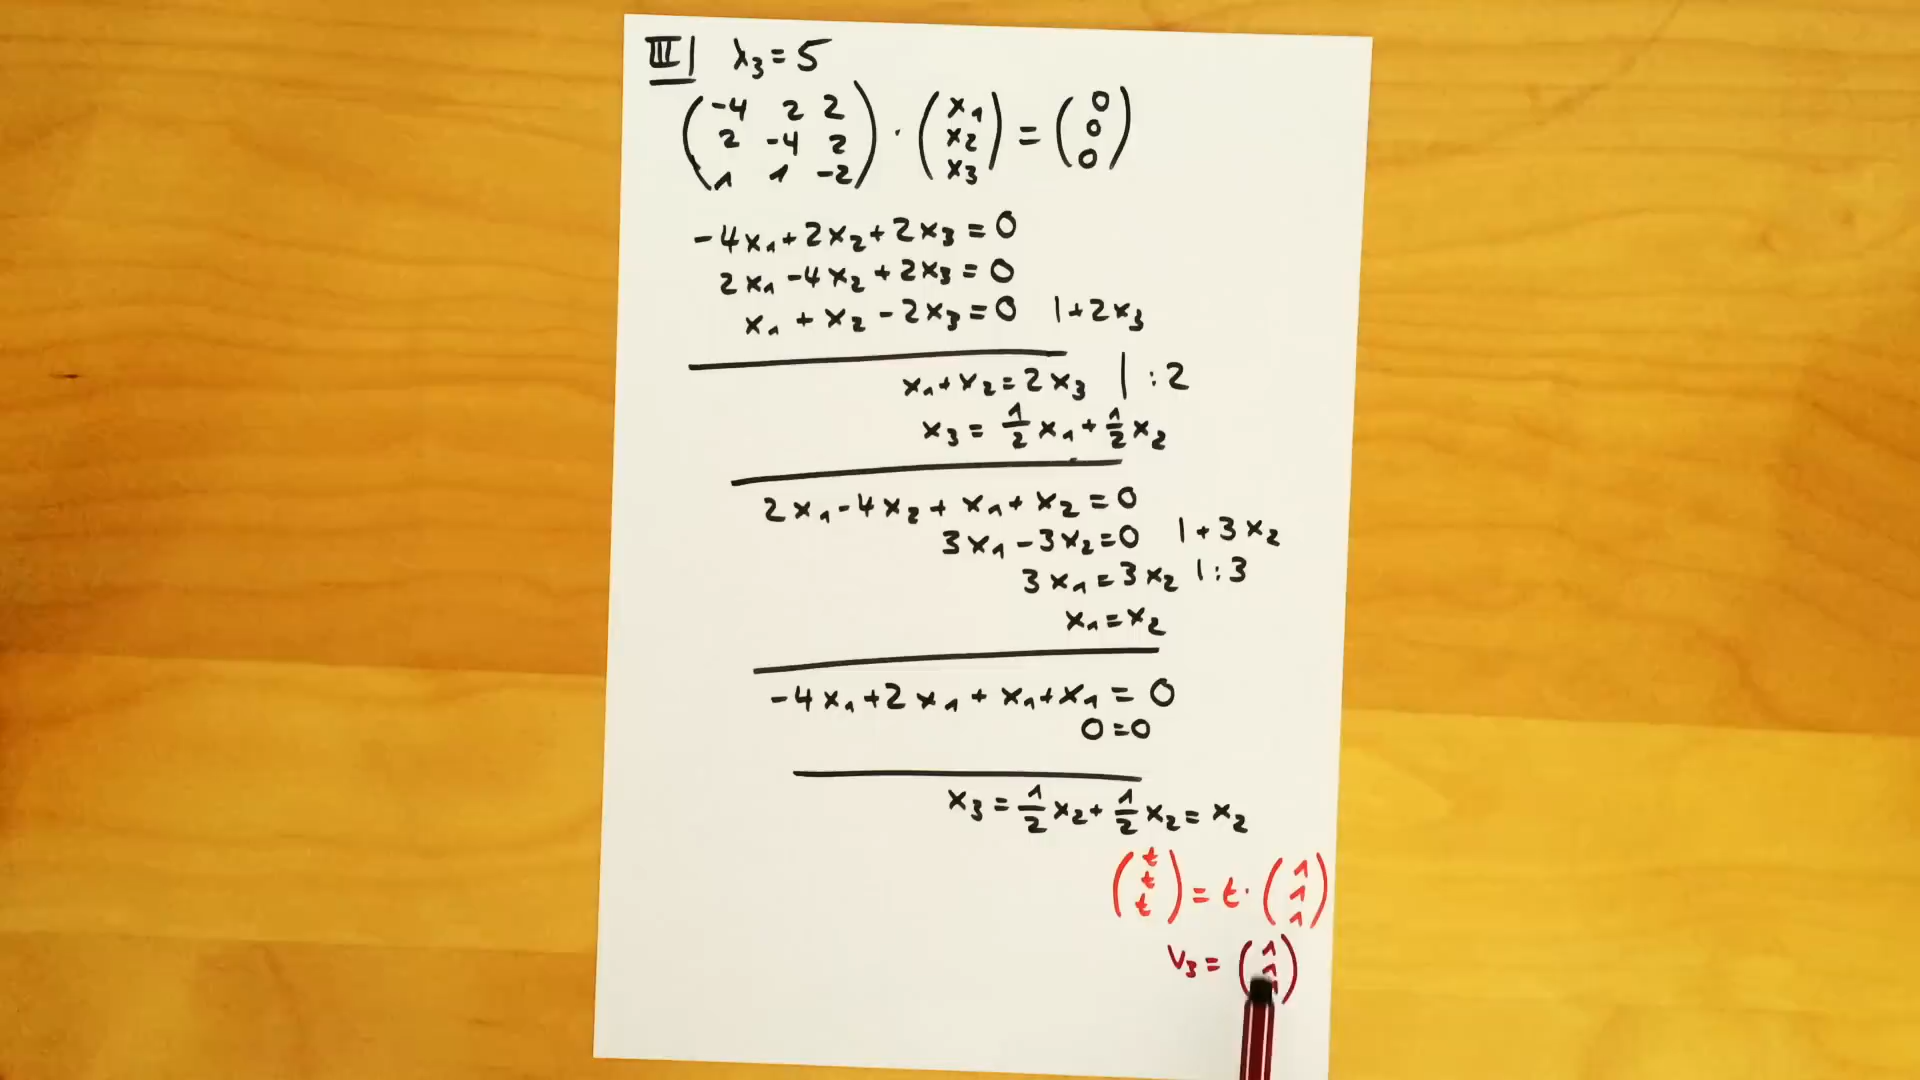 III| λ₃=5
(-4 2 2) (x₁) (0)
(2 -4 2) · (x₂) = (0)
(1 1 -2) (x₃) (0)
-4x₁+2x₂+2x₃=0
2x₁-4x₂+2x₃=0
x₁+x₂-2x₃=0 |+2x₃
x₁+x₂=2x₃ |:2
x₃=1/2x₁+1/2x₂
2x₁-4x₂+x₁+x₂=0
3x₁-3x₂=0 |+3x₂
3x₁=3x₂ |:3
x₁=x₂
-4x₁+2x₁+x₁+x₁=0
0=0
x₃=1/2x₂+1/2x₂=x₂
(t) (1)
(t) = t· (1)
(t) (1)
(1)
v₃= (1)
(1)